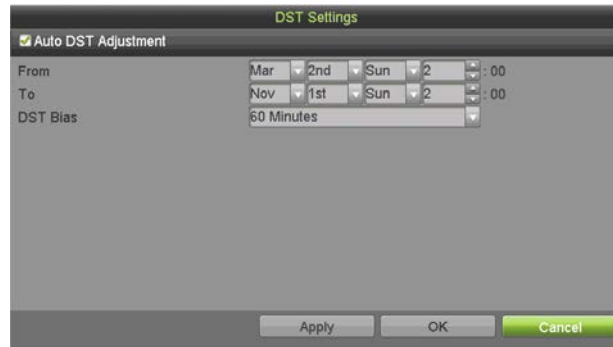 DST Settings
Auto DST Adjustment
From Mar 2nd Sun 2 : 00
To Nov 1st Sun 2 : 00
DST Bias 60 Minutes
Apply OK Cancel